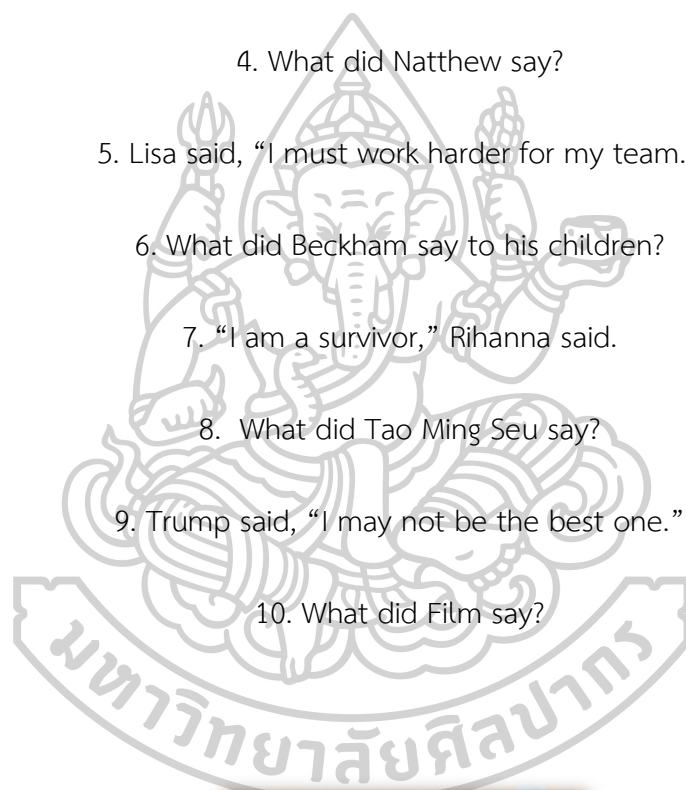 4. What did Natthew say?
5. Lisa said, “I must work harder for my team.
6. What did Beckham say to his children?
7. “I am a survivor,” Rihanna said.
8. What did Tao Ming Seu say?
9. Trump said, “I may not be the best one.”
10. What did Film say?
มหาวิทยาลัยศิลปากร